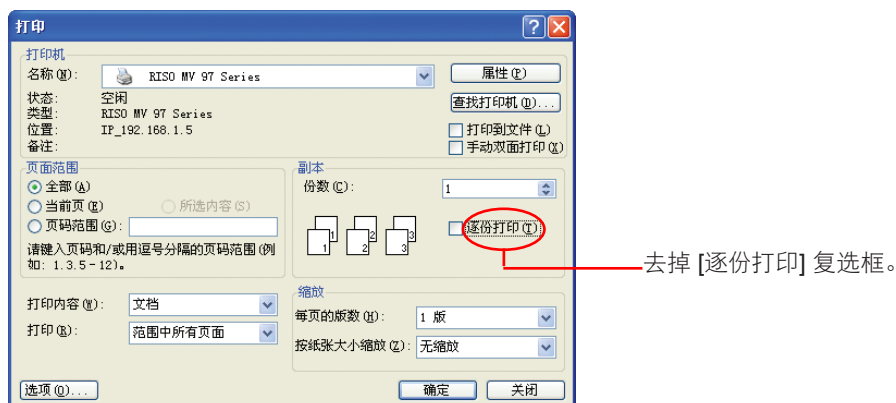 打印
打印机
名称(N): RISO MV 97 Series 属性(P)
状态: 空闲 查找打印机(D)...
类型: RISO MV 97 Series
位置: IP_192.168.1.5 打印到文件(L)
备注: 手动双面打印(X)
页面范围
全部(A)
当前页(E) 所选内容(S)
页码范围(G):
请键入页码和/或用逗号分隔的页码范围(例
如: 1.3.5-12)。
副本
份数(C): 1
1 1 2 2 3 3
逐份打印(T)
去掉 [逐份打印] 复选框。
打印内容(W): 文档
打印(R): 范围中所有页面
缩放
每页的版数(H): 1 版
按纸张大小缩放(Z): 无缩放
选项(O)... 确定 关闭